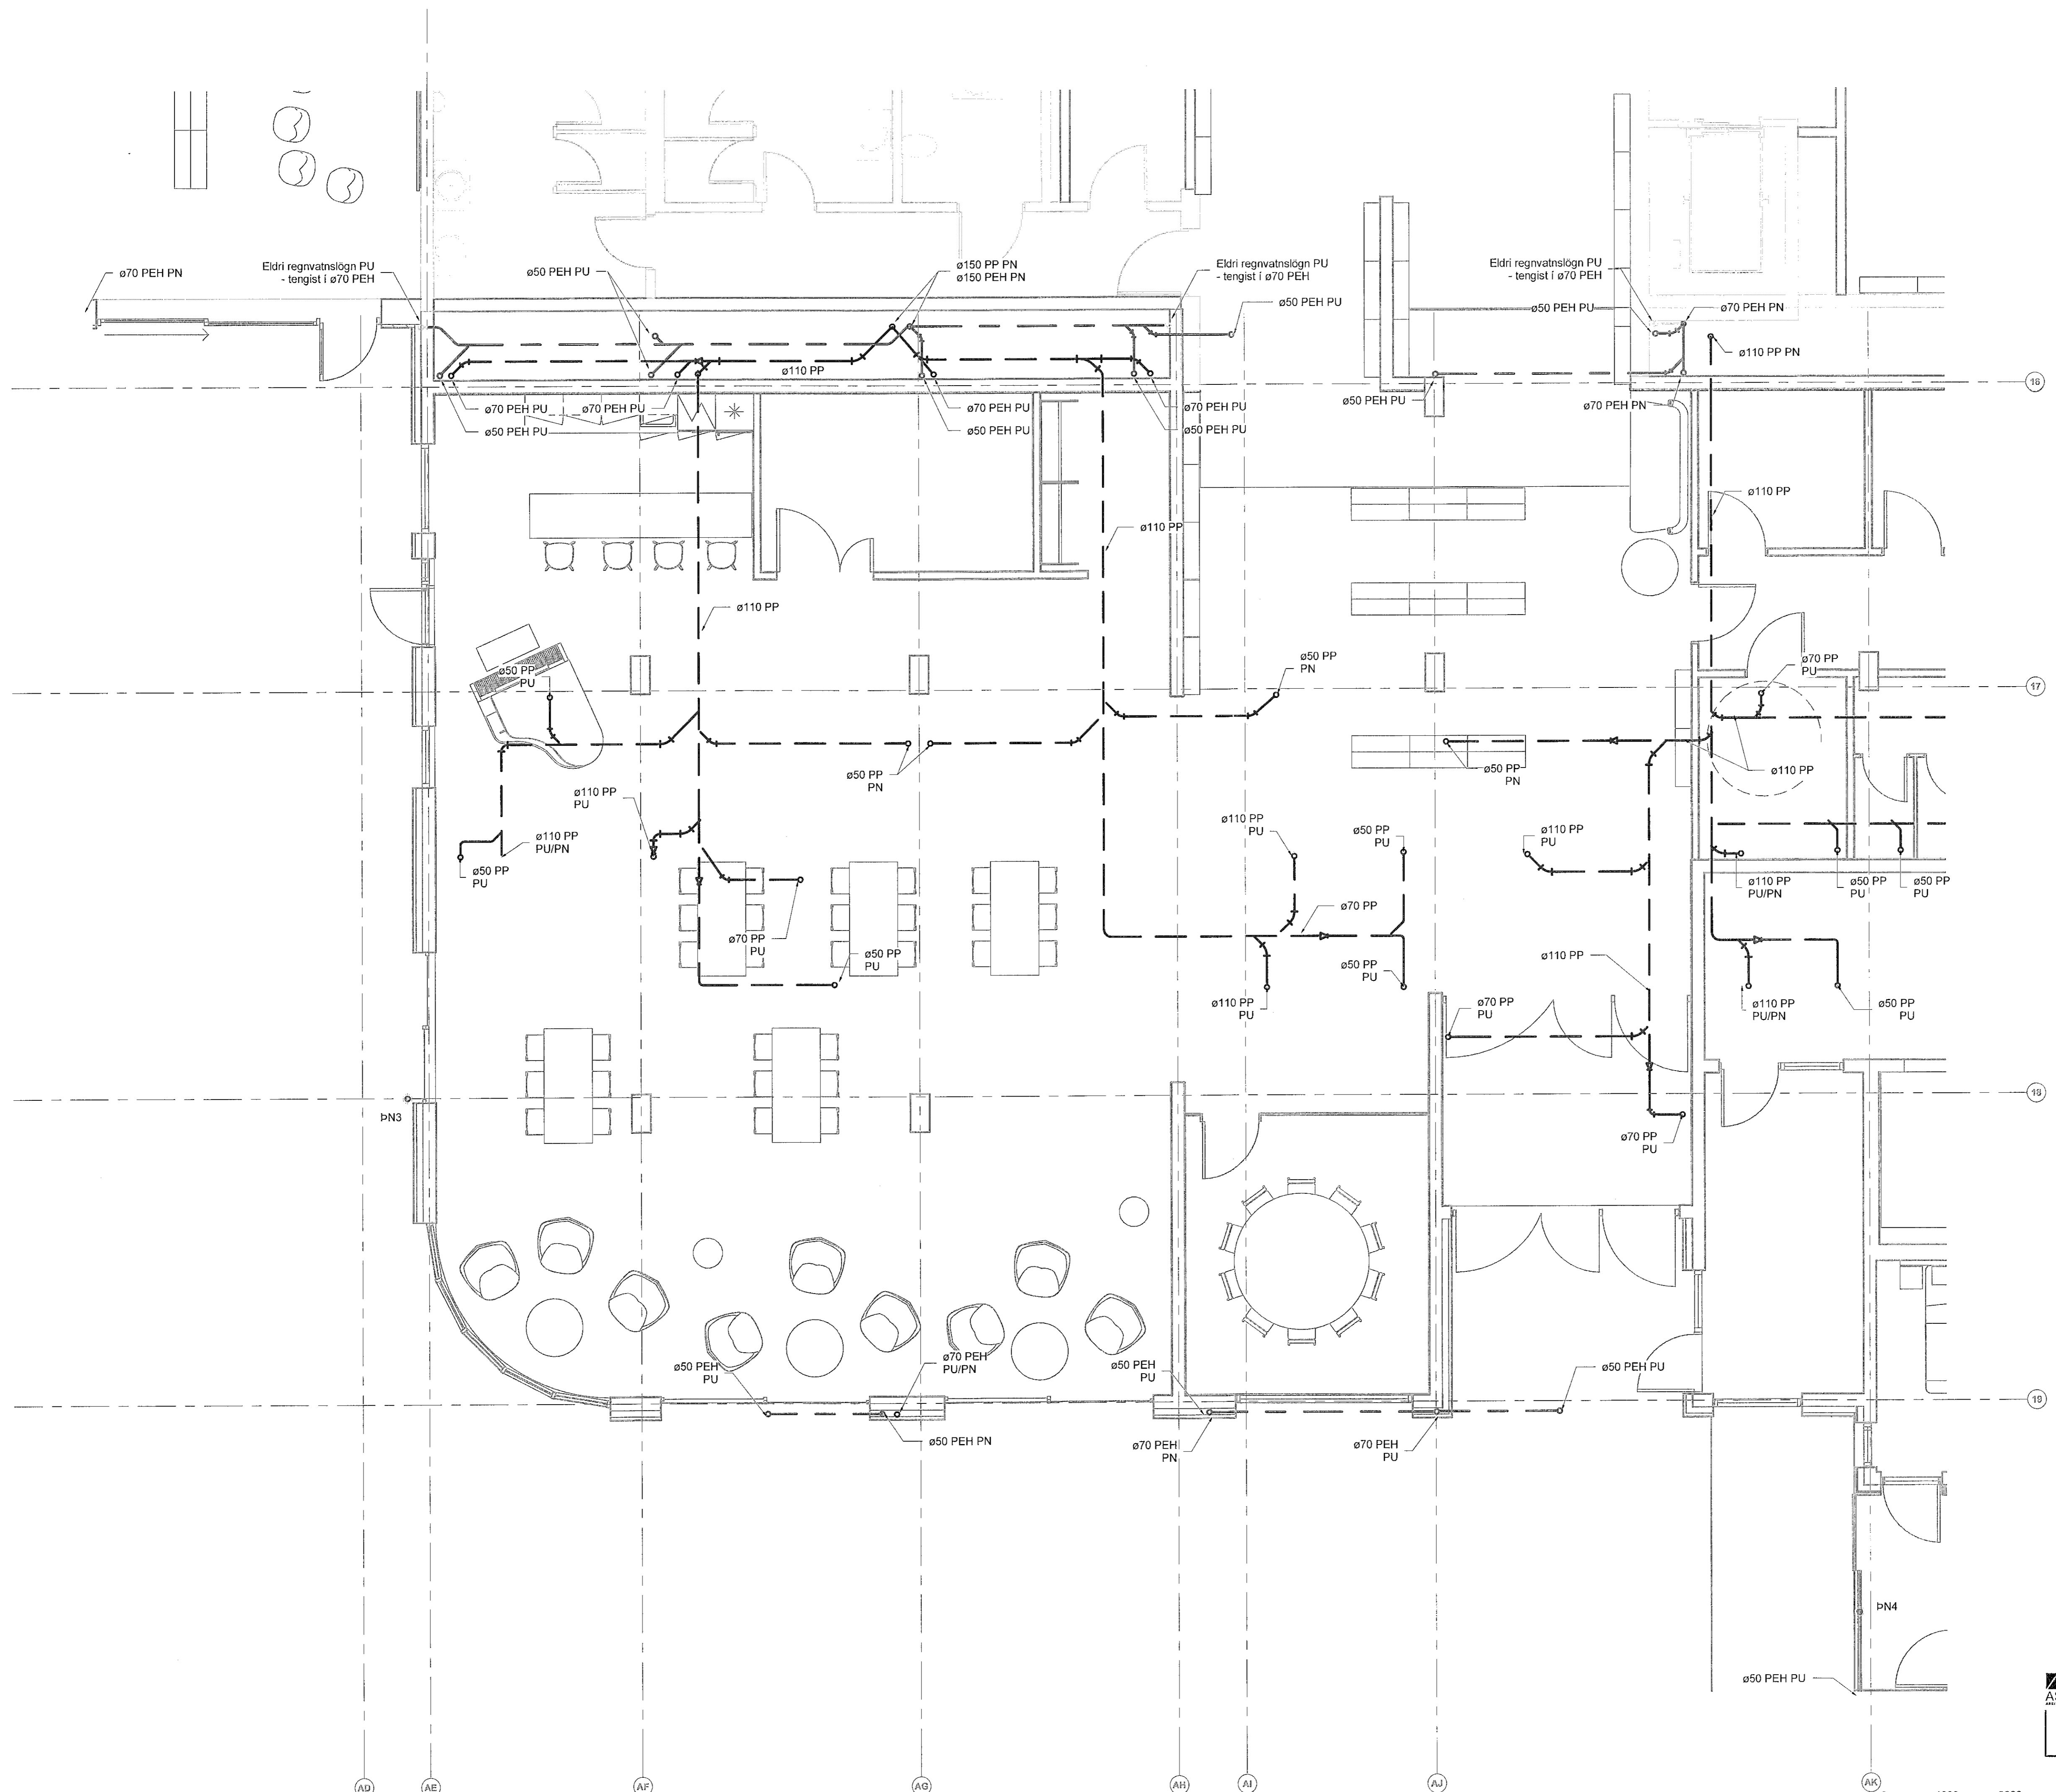 ø70 PEH PN
Eldri regnvatnslögn PU
- tengist í ø70 PEH
ø50 PEH PU
ø150 PP PN
ø150 PEH PN
Eldri regnvatnslögn PU
- tengist í ø70 PEH
ø50 PEH PU
Eldri regnvatnslögn PU
- tengist í ø70 PEH
ø50 PEH PU
ø70 PEH PN
ø110 PP PN
ø110 PP
16
ø70 PEH PU
ø50 PEH PU
ø70 PEH PU
ø70 PEH PU
ø50 PEH PU
ø70 PEH PU
ø50 PEH PU
ø50 PEH PU
ø70 PEH PN
ø110 PP
ø110 PP
ø110 PP
ø50 PP
PU
ø50 PP
PN
ø70 PP
PU
17
ø50 PP
PN
ø50 PP
PN
ø110 PP
ø110 PP
PU
ø110 PP
PU/PN
ø50 PP
PU
ø110 PP
PU
ø50 PP
PU
ø110 PP
PU
ø110 PP
PU/PN
ø50 PP
PU
ø50 PP
PU
ø70 PP
ø70 PP
PU
ø50 PP
PU
ø50 PP
PU
ø110 PP
PU
ø110 PP
ø70 PP
PU
ø110 PP
PU/PN
ø50 PP
PU
18
ÞN3
ø70 PP
PU
ø50 PEH
PU
ø70 PEH
PU/PN
ø50 PEH
PU
ø50 PEH PU
19
ø50 PEH PN
ø70 PEH
PN
ø70 PEH
PU
ÞN4
ø50 PEH PU
AD
AE
AF
AG
AH
AI
AJ
AK